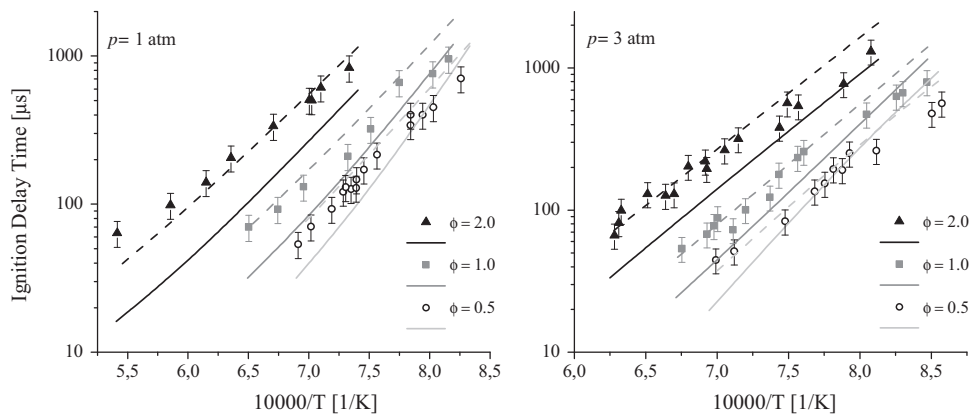 p= 1 atm
1000
100
10
ϕ = 2.0
ϕ = 1.0
ϕ = 0.5
5,5 6,0 6,5 7,0 7,5 8,0 8,5
10000/T [1/K]
Ignition Delay Time [μs]
p = 3 atm
1000
100
10
ϕ = 2.0
ϕ = 1.0
ϕ = 0.5
6,0 6,5 7,0 7,5 8,0 8,5
10000/T [1/K]